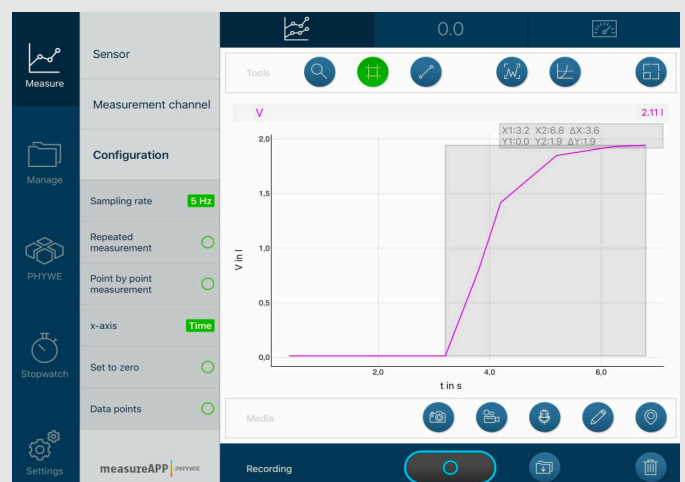 0.0
Measure
Manage
PHYWE
Stopwatch
Settings
Sensor
Measurement channel
Configuration
Sampling rate 5 Hz
Repeated
measurement
Point by point
measurement
x-axis Time
Set to zero
Data points
measureAPP PHYWE
Tools
V 2.11 l
X1:3.2 X2:6.8 ΔX:3.6
Y1:0.0 Y2:1.9 ΔY:1.9
2,0
1,5
1,0
0,5
0,0
V in l
2,0 4,0 6,0
t in s
Media
Recording